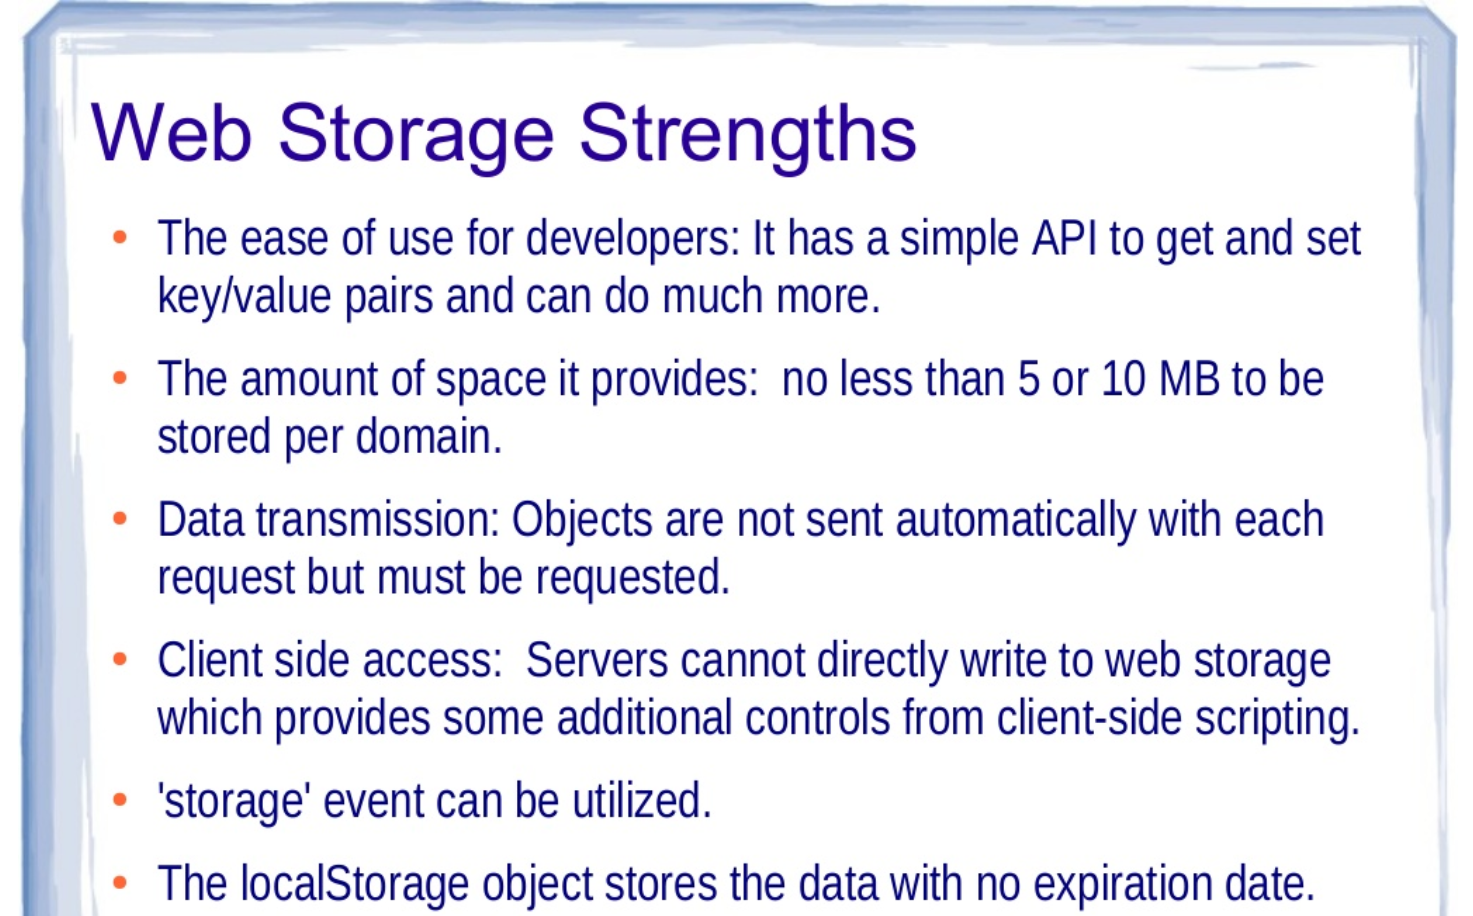 Web Storage Strengths
• The ease of use for developers: It has a simple API to get and set
key/value pairs and can do much more.
• The amount of space it provides:  no less than 5 or 10 MB to be
stored per domain.
• Data transmission: Objects are not sent automatically with each
request but must be requested.
• Client side access:  Servers cannot directly write to web storage
which provides some additional controls from client-side scripting.
• 'storage' event can be utilized.
• The localStorage object stores the data with no expiration date.